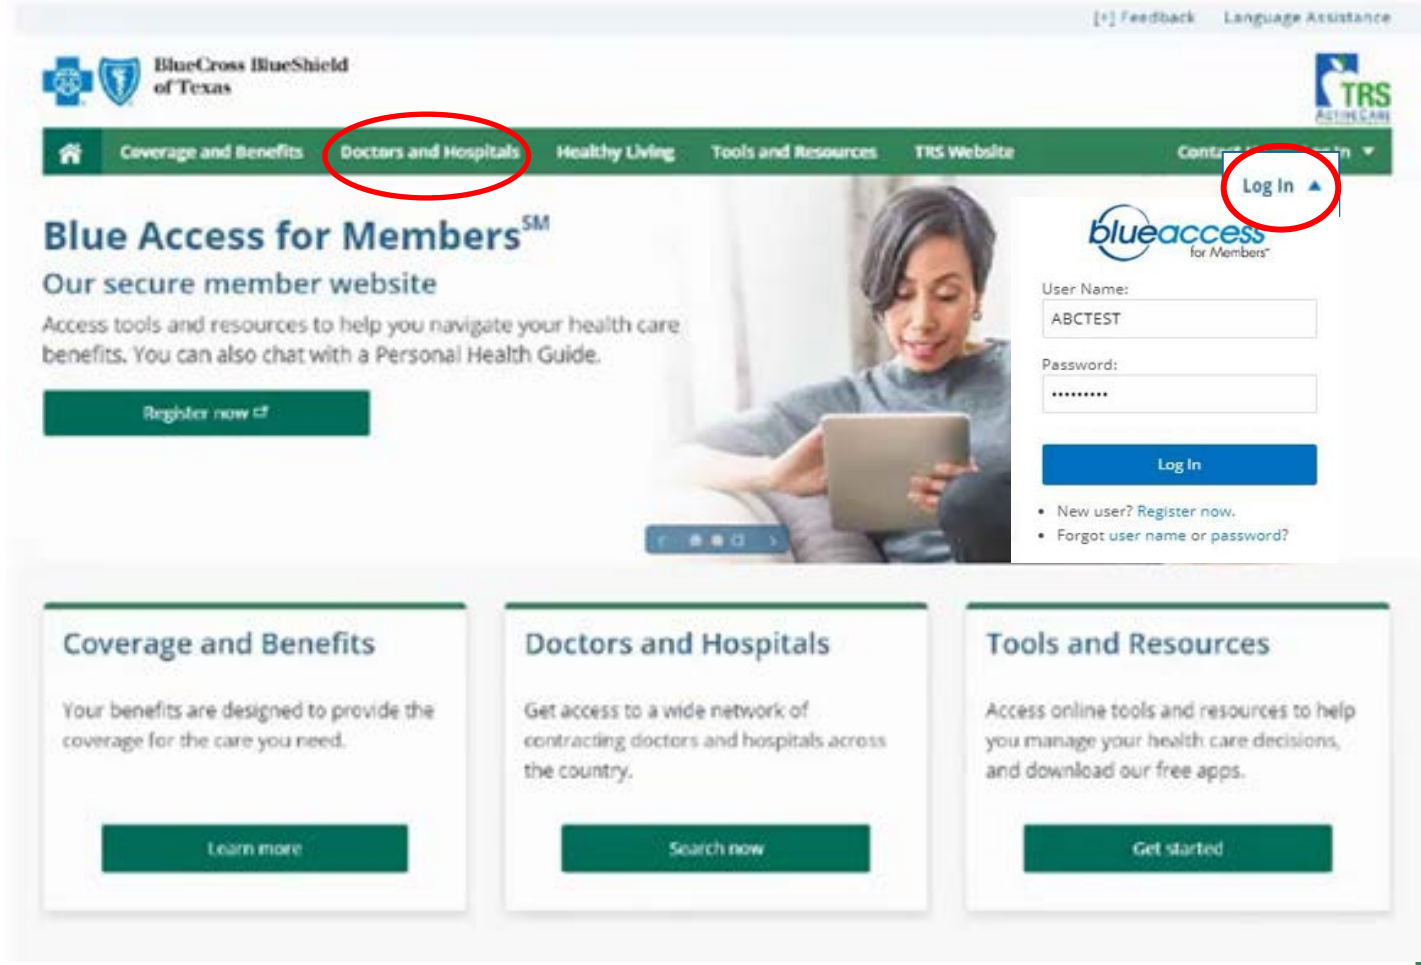 [+] Feedback Language Assistance
BlueCross BlueShield
of Texas
TRS
ACTIVECARE
Coverage and Benefits Doctors and Hospitals Healthy Living Tools and Resources TRS Website
Log In
Blue Access for Members℠
Our secure member website
Access tools and resources to help you navigate your health care
benefits. You can also chat with a Personal Health Guide.
Register now
blueaccess
for Members
User Name:
ABCTEST
Password:
•••••••••
Log In
• New user? Register now.
• Forgot user name or password?
Coverage and Benefits
Your benefits are designed to provide the
coverage for the care you need.
Learn more
Doctors and Hospitals
Get access to a wide network of
contracting doctors and hospitals across
the country.
Search now
Tools and Resources
Access online tools and resources to help
you manage your health care decisions,
and download our free apps.
Get started